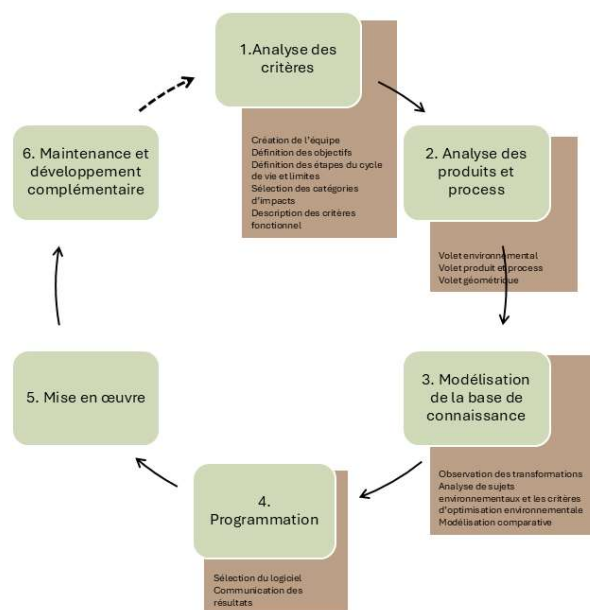 1.Analyse des
critères
Création de l'équipe
Définition des objectifs
Définition des étapes du cycle
de vie et limites
Sélection des catégories
d'impacts
Description des critères
fonctionnel
2. Analyse des
produits et
process
Volet environnemental
Volet produit et process
Volet géométrique
3. Modélisation
de la base de
connaissance
Observation des transformations
Analyse de sujets
environnementaux et les critères
d'optimisation environnementale
Modélisation comparative
4.
Programmation
Sélection du logiciel
Communication des
résultats
5. Mise en œuvre
6. Maintenance et
développement
complémentaire